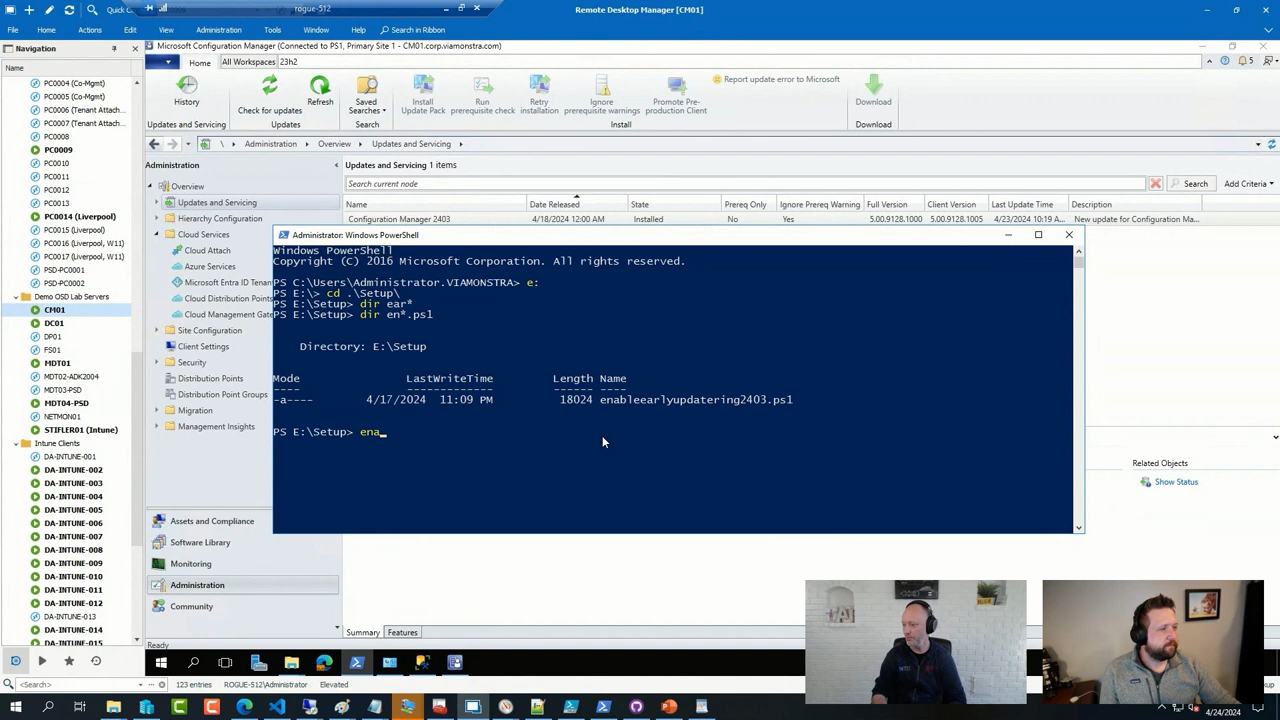 rogue-512
Remote Desktop Manager [CM01]
File Home Actions Edit View Administration Tools Window Help Search in Ribbon
Navigation
Name
PC0004 (Co-Mgmt)
PC0005 (Co-Mgmt)
PC0006 (Tenant Attach...
PC0007 (Tenant Attach...
PC0008
PC0009
PC0010
PC0011
PC0012
PC0013
PC0014 (Liverpool)
PC0015 (Liverpool)
PC0016 (Liverpool, W11)
PC0017 (Liverpool, W11)
PSD-PC0001
PSD-PC0002
Demo OSD Lab Servers
CM01
DC01
DP01
FS01
MDT01
MDT02-ADK2004
MDT03-PSD
MDT04-PSD
NETMON01
STIFLER01 (Intune)
Intune Clients
DA-INTUNE-001
DA-INTUNE-002
DA-INTUNE-003
DA-INTUNE-004
DA-INTUNE-005
DA-INTUNE-006
DA-INTUNE-007
DA-INTUNE-008
DA-INTUNE-009
DA-INTUNE-010
DA-INTUNE-011
DA-INTUNE-012
DA-INTUNE-013
DA-INTUNE-014
DA-INTUNE-015
Microsoft Configuration Manager (Connected to PS1, Primary Site 1 - CM01.corp.viamonstra.com)
Home All Workspaces 23h2
5
History
Check for updates
Refresh
Saved Searches
Install Update Pack
Run prerequisite check
Retry installation
Ignore prerequisite warnings
Promote Pre-production Client
Report update error to Microsoft
Download
Updates and Servicing Updates Search Install Download
\ Administration Overview Updates and Servicing
Administration
Overview
Updates and Servicing
Hierarchy Configuration
Cloud Services
Cloud Attach
Azure Services
Microsoft Entra ID Tenan
Cloud Distribution Points
Cloud Management Gate
Site Configuration
Client Settings
Security
Distribution Points
Distribution Point Groups
Migration
Management Insights
Assets and Compliance
Software Library
Monitoring
Administration
Community
Updates and Servicing 1 items
Search current node Search Add Criteria
Name Date Released State Prereq Only Ignore Prereq Warning Full Version Client Version Last Update Time Description
Configuration Manager 2403 4/18/2024 12:00 AM Installed No Yes 5.00.9128.1000 5.00.9128.1005 4/23/2024 10:19 A... New update for Configuration Ma...
Administrator: Windows PowerShell
Windows PowerShell
Copyright (C) 2016 Microsoft Corporation. All rights reserved.
PS C:\Users\Administrator.VIAMONSTRA> e:
PS E:\> cd .\Setup\
PS E:\Setup> dir ear*
PS E:\Setup> dir en*.ps1
Directory: E:\Setup
Mode LastWriteTime Length Name
---- ------------- ------ ----
-a---- 4/17/2024 11:09 PM 18024 enableearlyupdatering2403.ps1
PS E:\Setup> ena_
Related Objects
Show Status
Summary Features
Ready
<Search> 123 entries ROGUE-512\Administrator Elevated
4/24/2024